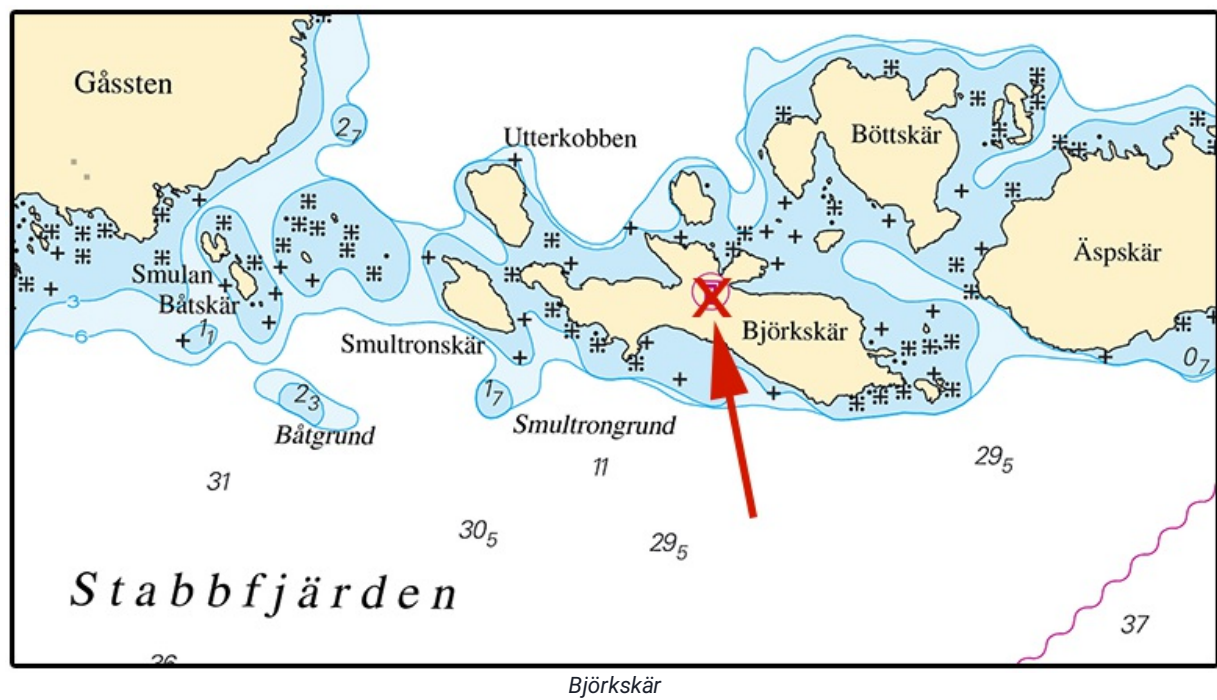 Gåssten
2₇
Utterkobben
Böttskär
Äspskär
Smulan
Båtskär
3
6
1₁
Smultronskär
Björkskär
0₇
2₃
1₇
Båtgrund
Smultrongrund
31
11
29₅
30₅
29₅
Stabbfjärden
37
Björkskär